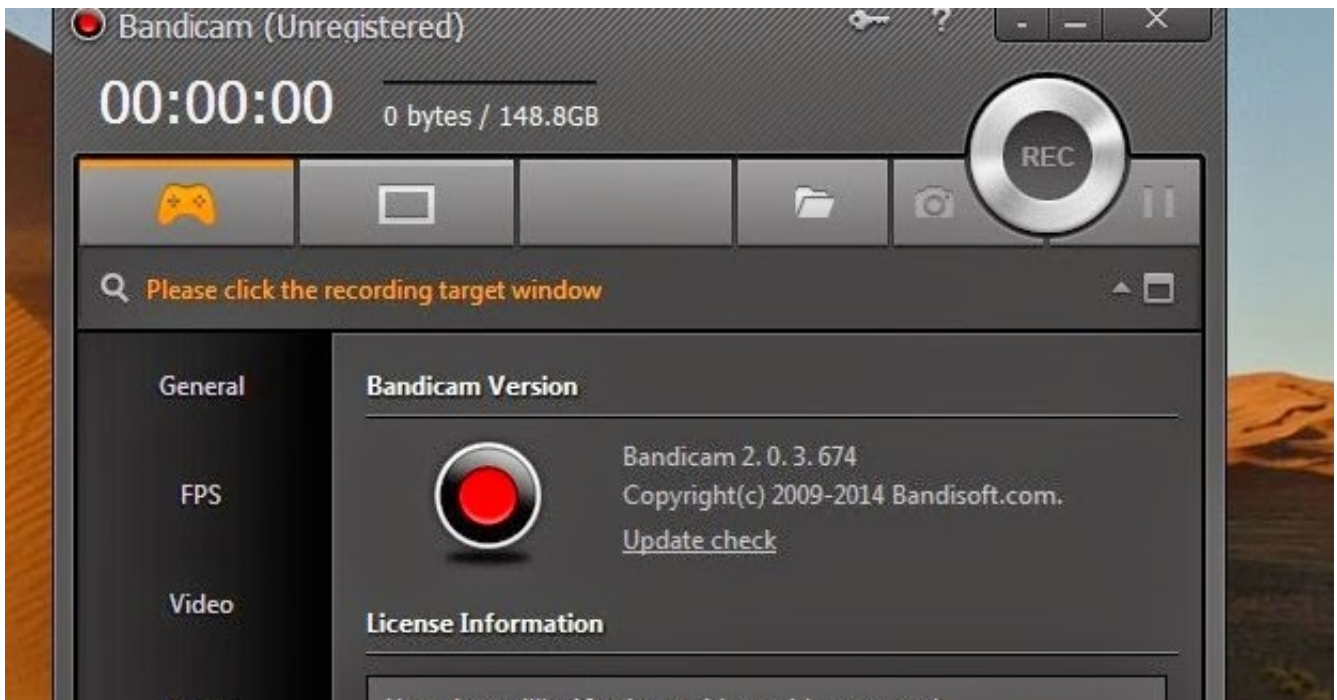 Bandicam (Unregistered)
?
00:00:00
0 bytes / 148.8GB
REC
Please click the recording target window
General
Bandicam Version
Bandicam 2. 0. 3. 674
FPS
Copyright(c) 2009-2014 Bandisoft.com.
Update check
Video
License Information